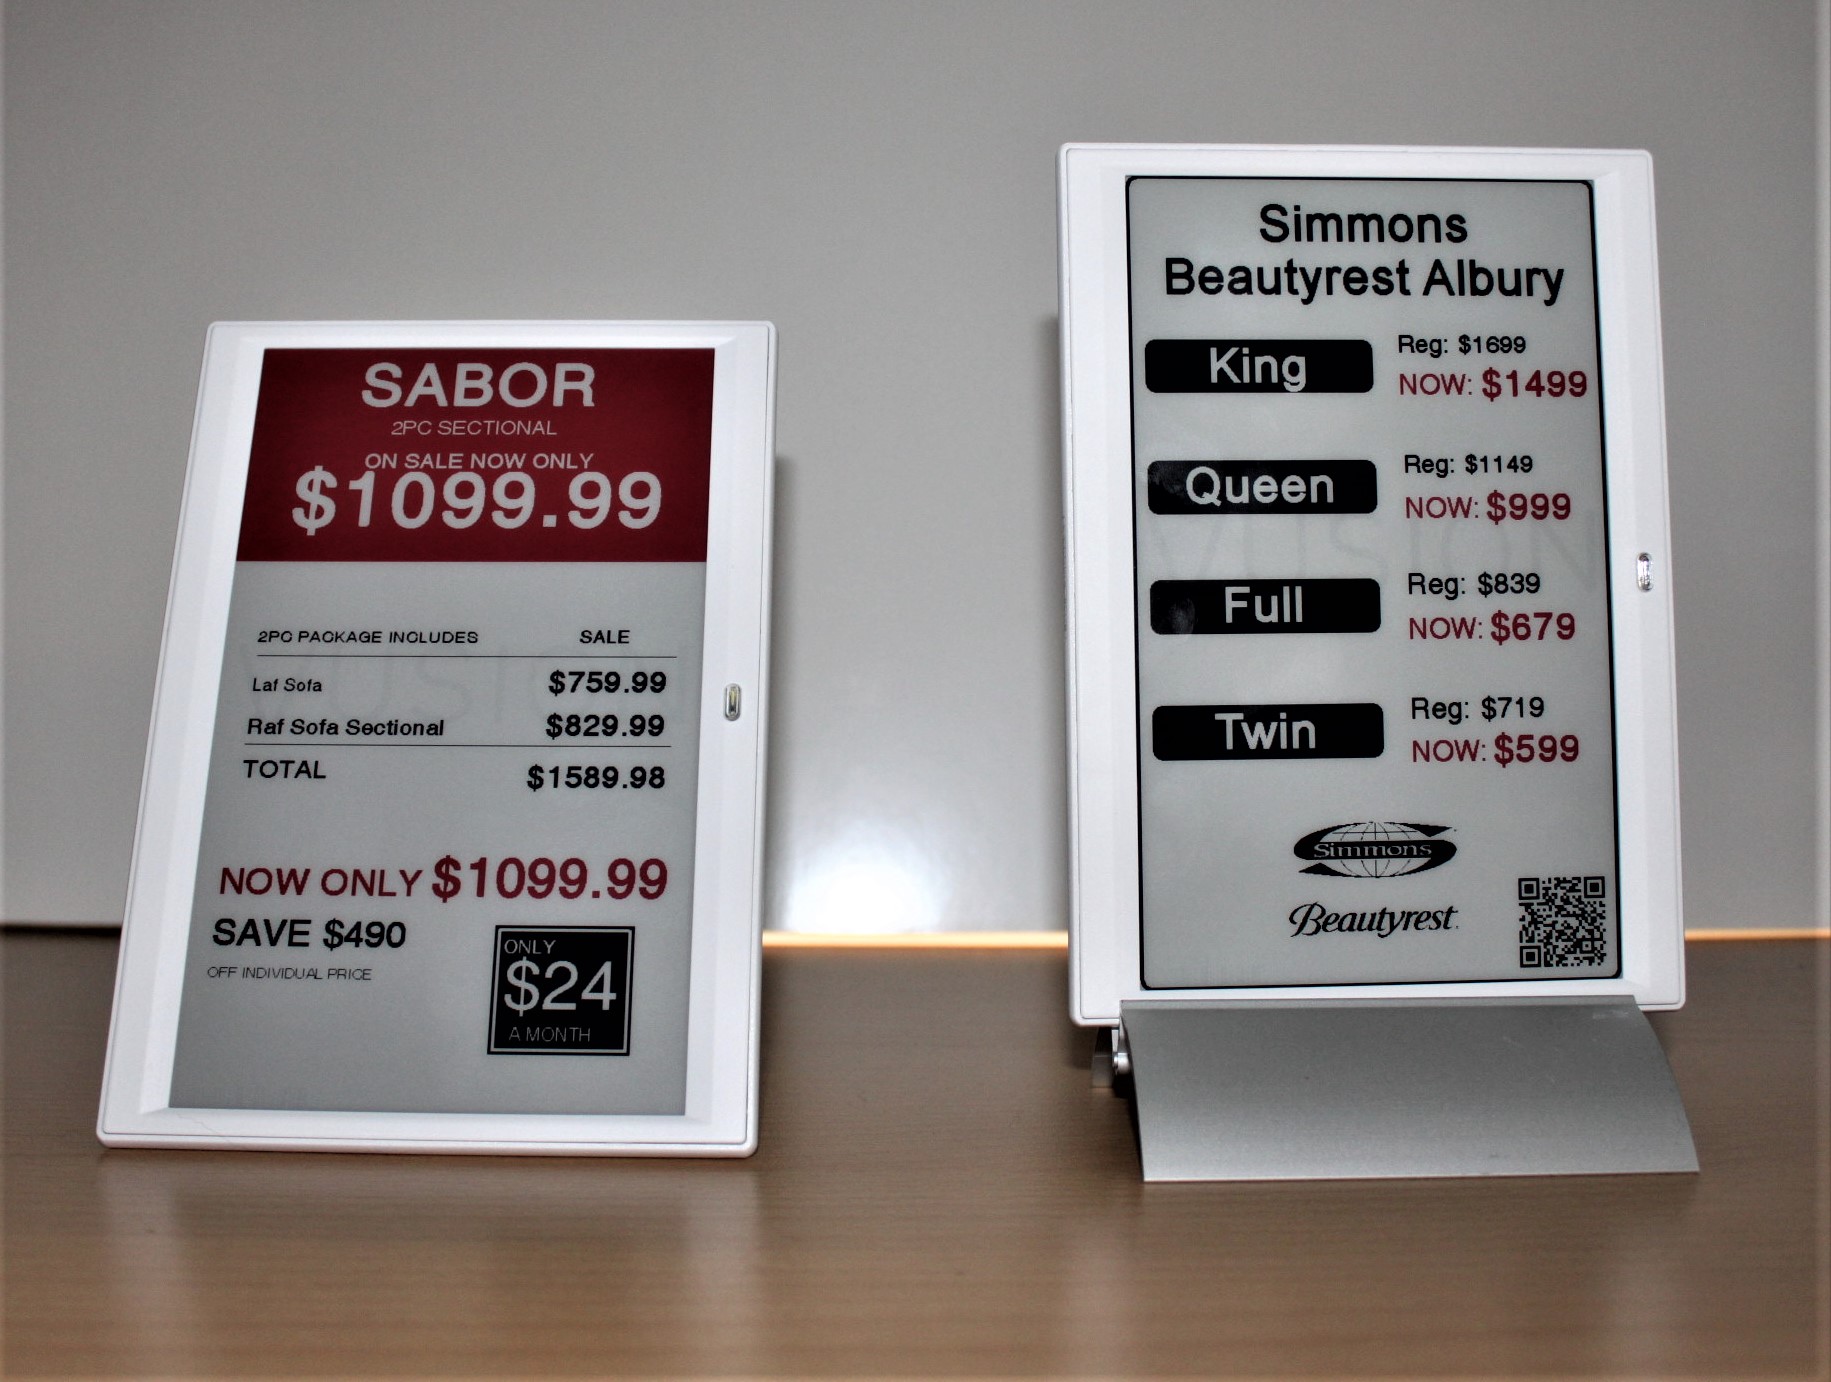 SABOR
2PC SECTIONAL
ON SALE NOW ONLY
$1099.99
2PC PACKAGE INCLUDES SALE
Laf Sofa $759.99
Raf Sofa Sectional $829.99
TOTAL $1589.98
NOW ONLY $1099.99
SAVE $490
OFF INDIVIDUAL PRICE
ONLY
$24
A MONTH
Simmons
Beautyrest Albury
King
Reg: $1699
NOW: $1499
Queen
Reg: $1149
NOW: $999
VUSION
Full
Reg: $839
NOW: $679
Twin
Reg: $719
NOW: $599
Simmons
Beautyrest